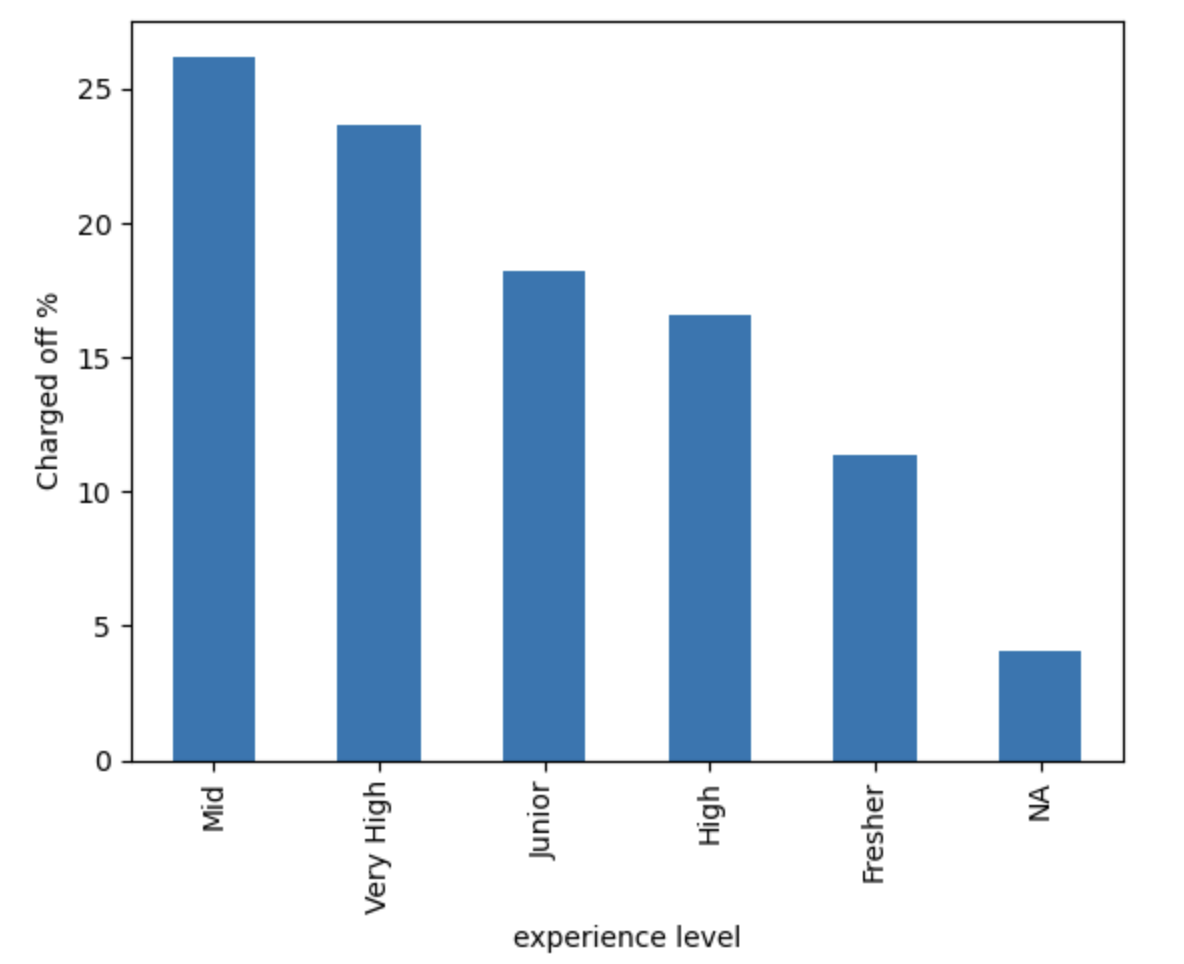 Charged off %
25
20
15
10
5
0
Mid
Very High
Junior
High
Fresher
NA
experience level